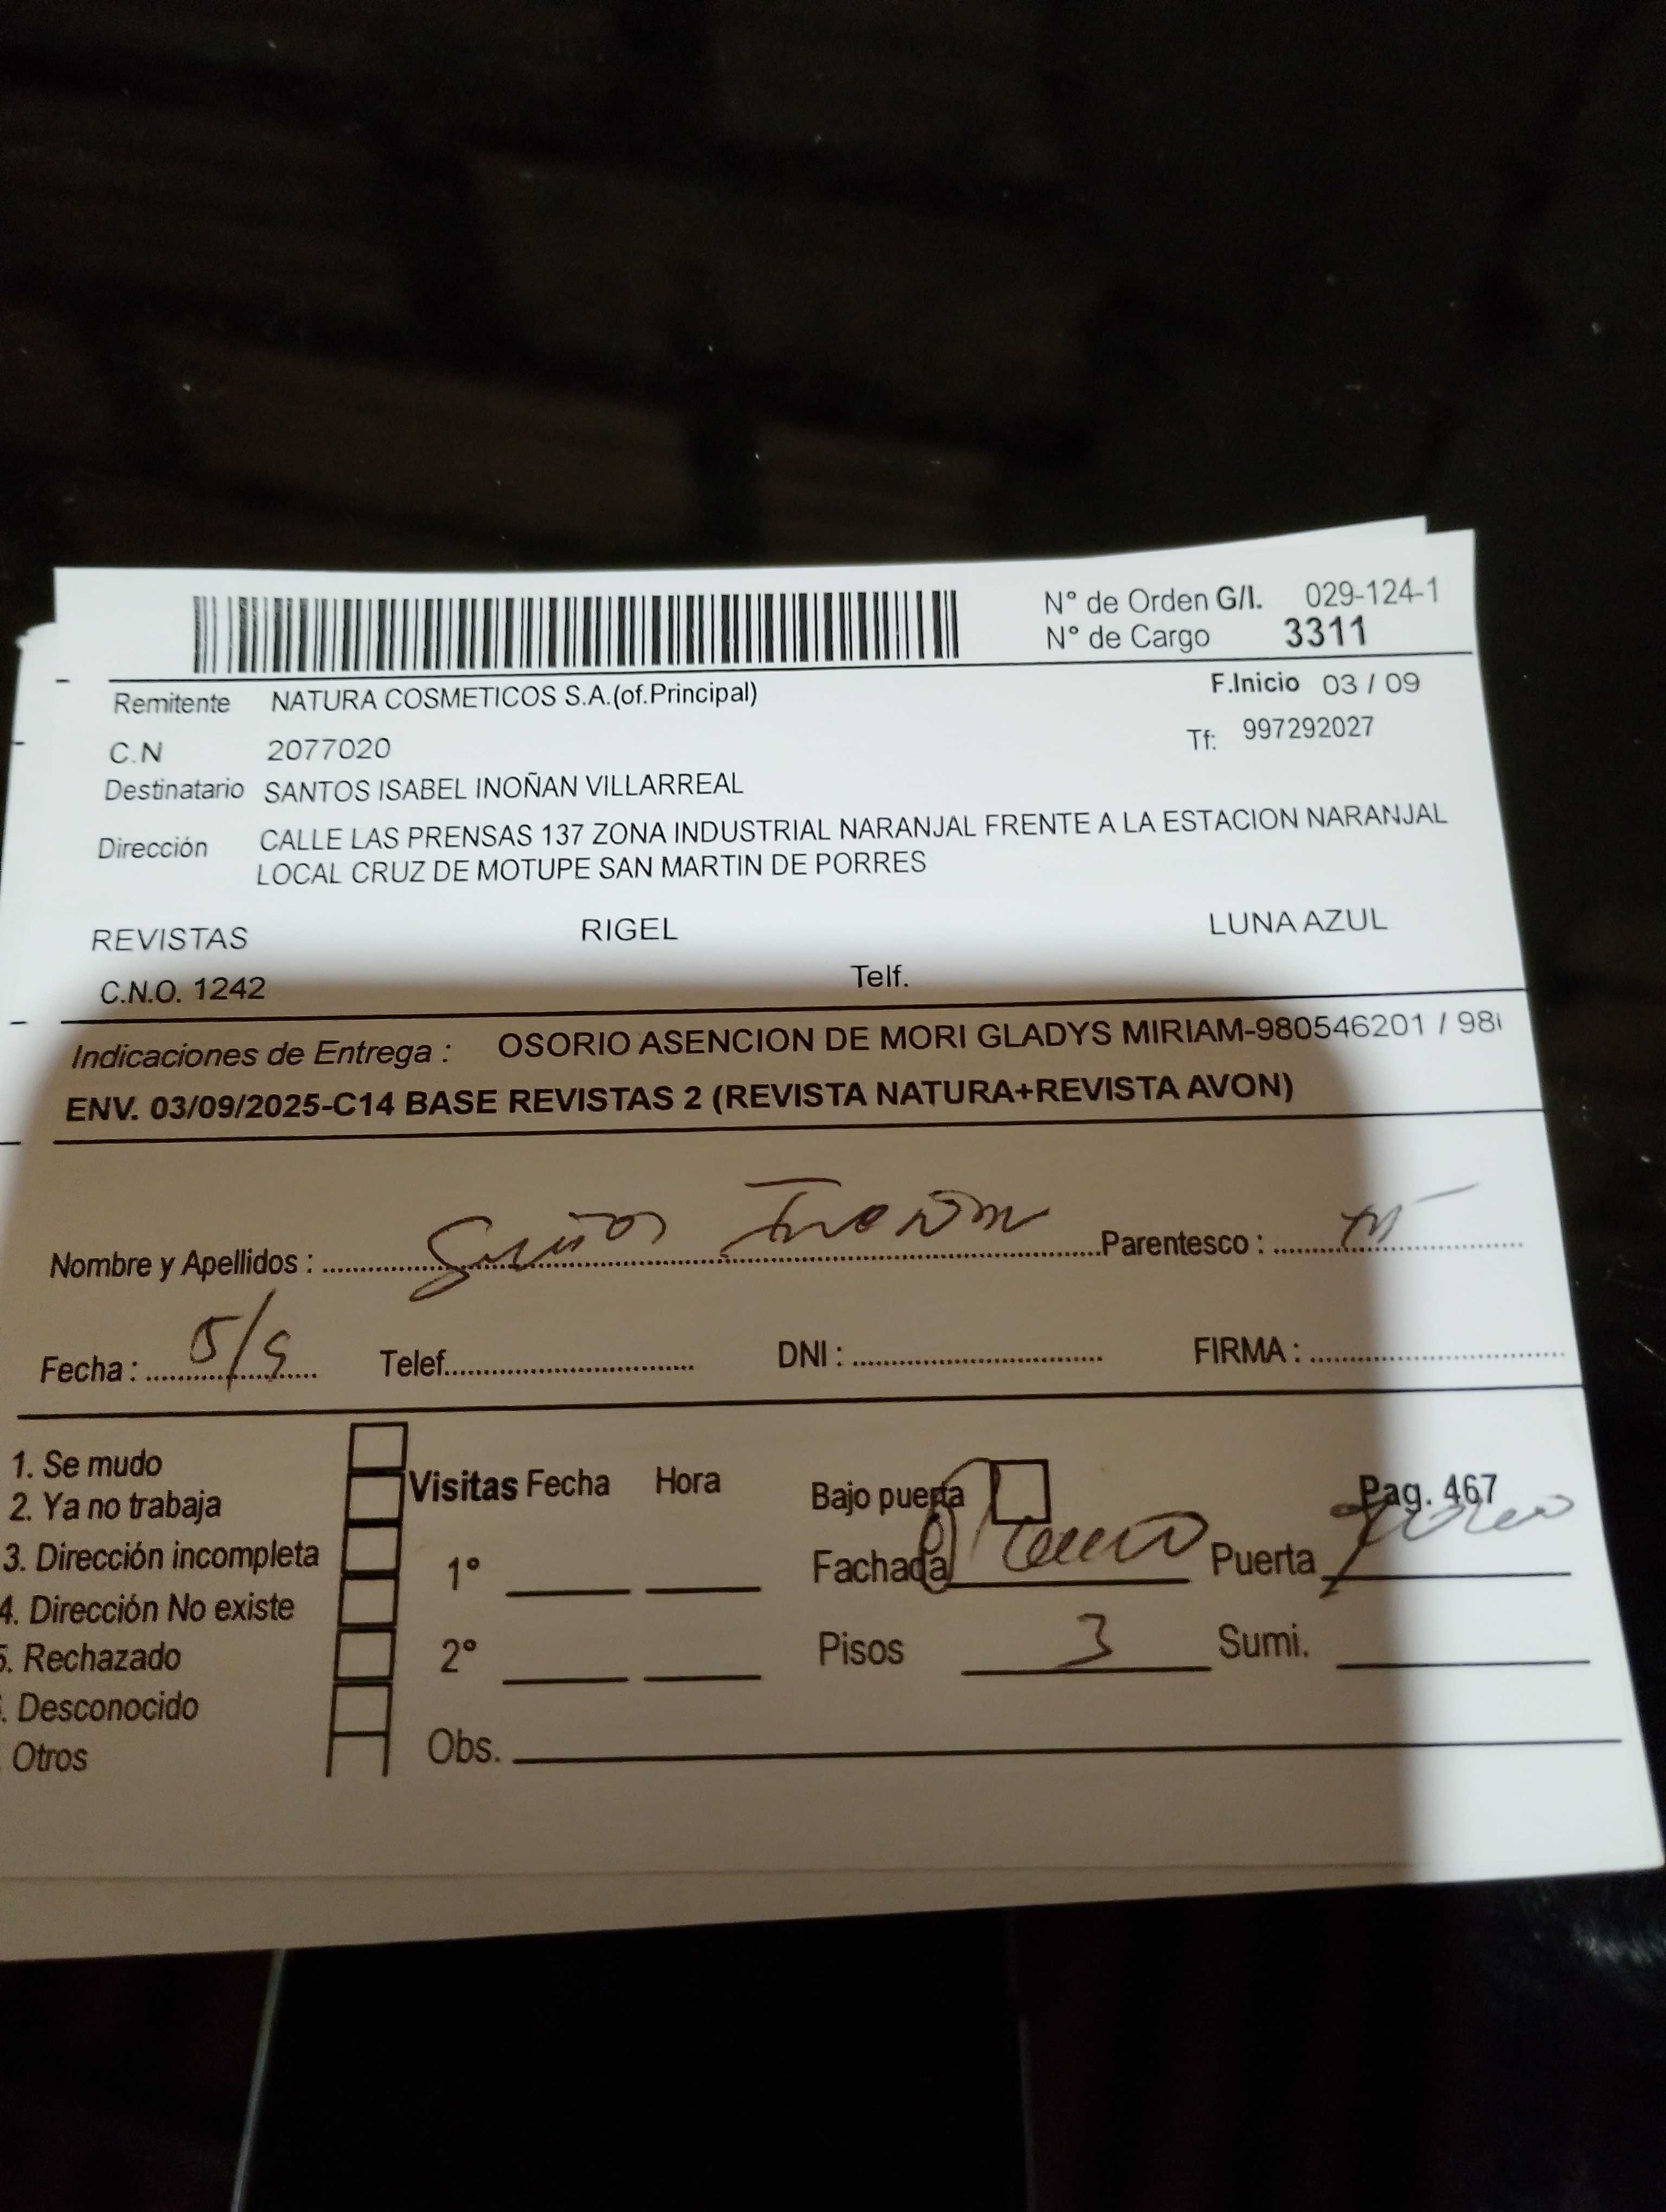 N° de Orden G/I. 029-124-1
N° de Cargo 3311
Remitente NATURA COSMETICOS S.A.(of.Principal) F.Inicio 03 / 09
C.N 2077020 Tf: 997292027
Destinatario SANTOS ISABEL INOÑAN VILLARREAL
Dirección CALLE LAS PRENSAS 137 ZONA INDUSTRIAL NARANJAL FRENTE A LA ESTACION NARANJAL
LOCAL CRUZ DE MOTUPE SAN MARTIN DE PORRES
REVISTAS RIGEL LUNA AZUL
C.N.O. 1242 Telf.
Indicaciones de Entrega : OSORIO ASENCION DE MORI GLADYS MIRIAM-980546201 / 98
ENV. 03/09/2025-C14 BASE REVISTAS 2 (REVISTA NATURA+REVISTA AVON)
Nombre y Apellidos : Inoñan Parentesco :
Fecha : 5/9 Telef. DNI : FIRMA :
1. Se mudo
2. Ya no trabaja
3. Dirección incompleta
4. Dirección No existe
5. Rechazado
. Desconocido
Otros
Visitas Fecha Hora
1°
2°
Obs.
Bajo puerta Pag. 467
Fachada Puerta
Pisos 3 Sumi.